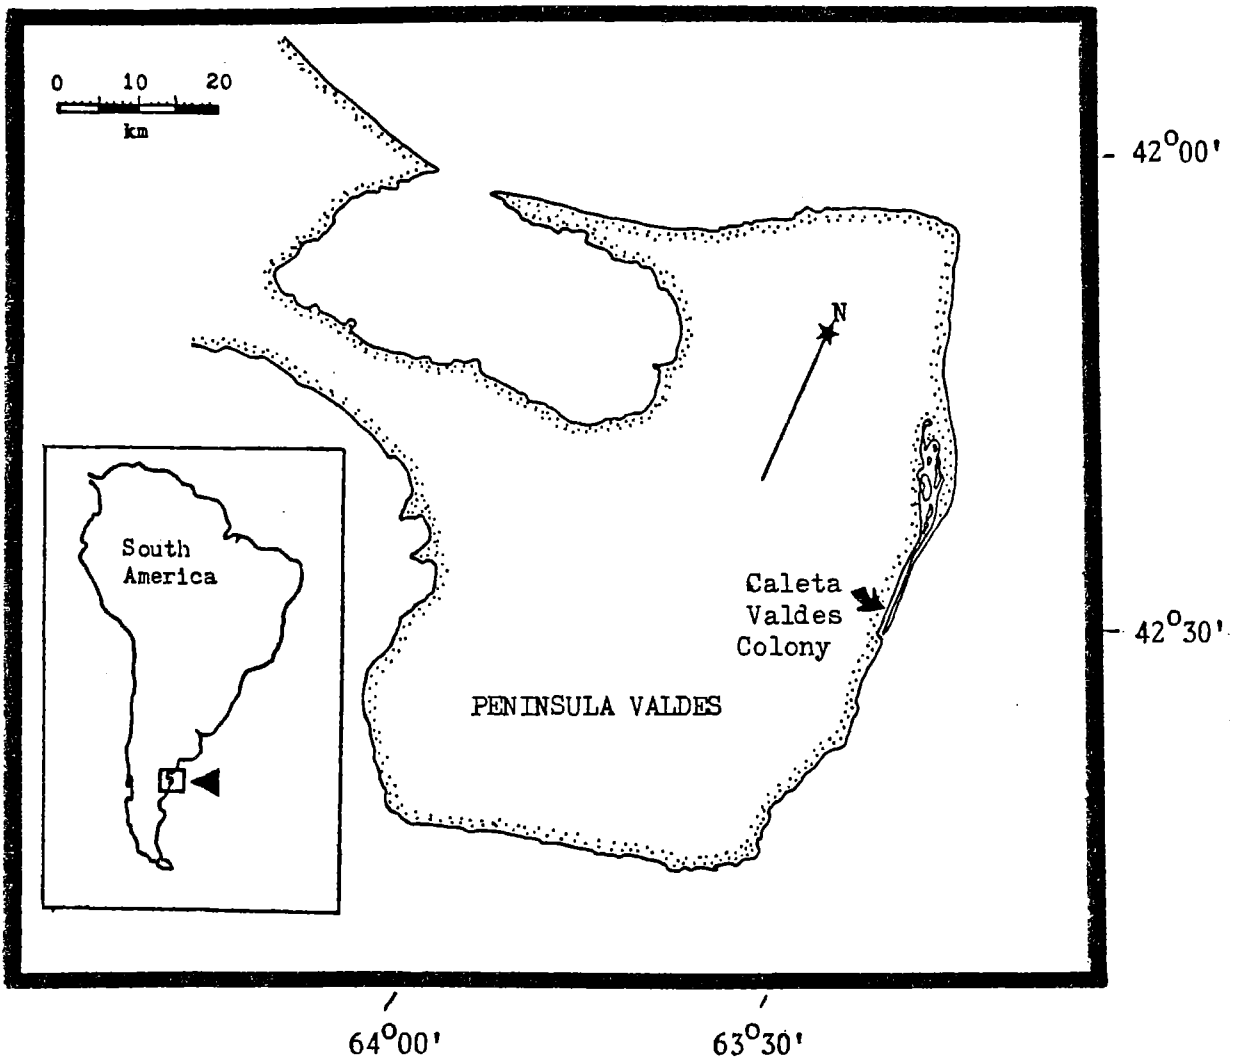 0 10 20
km
42°00'
N
South
America
Caleta
Valdes
Colony
42°30'
PENINSULA VALDES
5
64°00'
63°30'